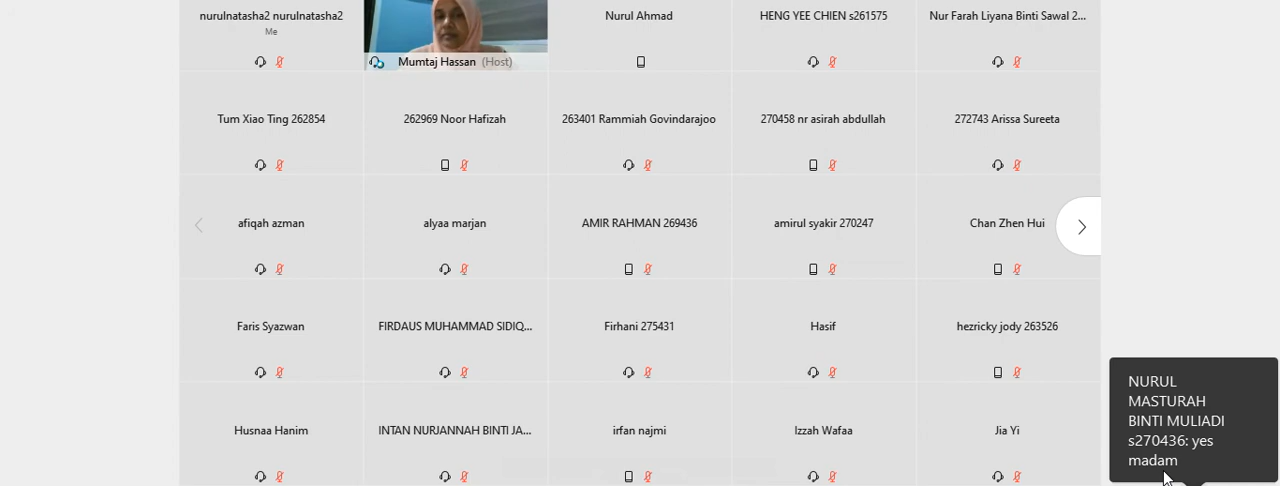 nurulnatasha2 nurulnatasha2
Me
Mumtaj Hassan (Host)
Nurul Ahmad
HENG YEE CHIEN s261575
Nur Farah Liyana Binti Sawal 2...
Tum Xiao Ting 262854
262969 Noor Hafizah
263401 Rammiah Govindarajoo
270458 nr asirah abdullah
272743 Arissa Sureeta
afiqah azman
alyaa marjan
AMIR RAHMAN 269436
amirul syakir 270247
Chan Zhen Hui
Faris Syazwan
FIRDAUS MUHAMMAD SIDIQ...
Firhani 275431
Hasif
hezricky jody 263526
Husnaa Hanim
INTAN NURJANNAH BINTI JA...
irfan najmi
Izzah Wafaa
Jia Yi
NURUL
MASTURAH
BINTI MULIADI
s270436: yes
madam